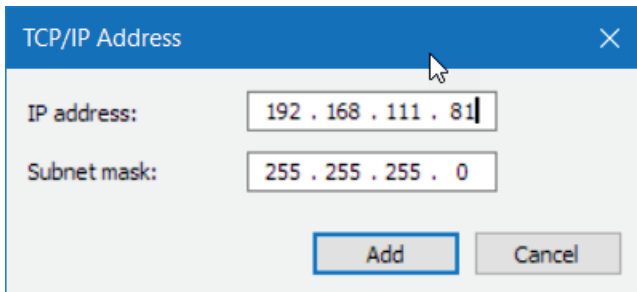 TCP/IP Address
IP address: 192 . 168 . 111 . 81
Subnet mask: 255 . 255 . 255 . 0
Add Cancel